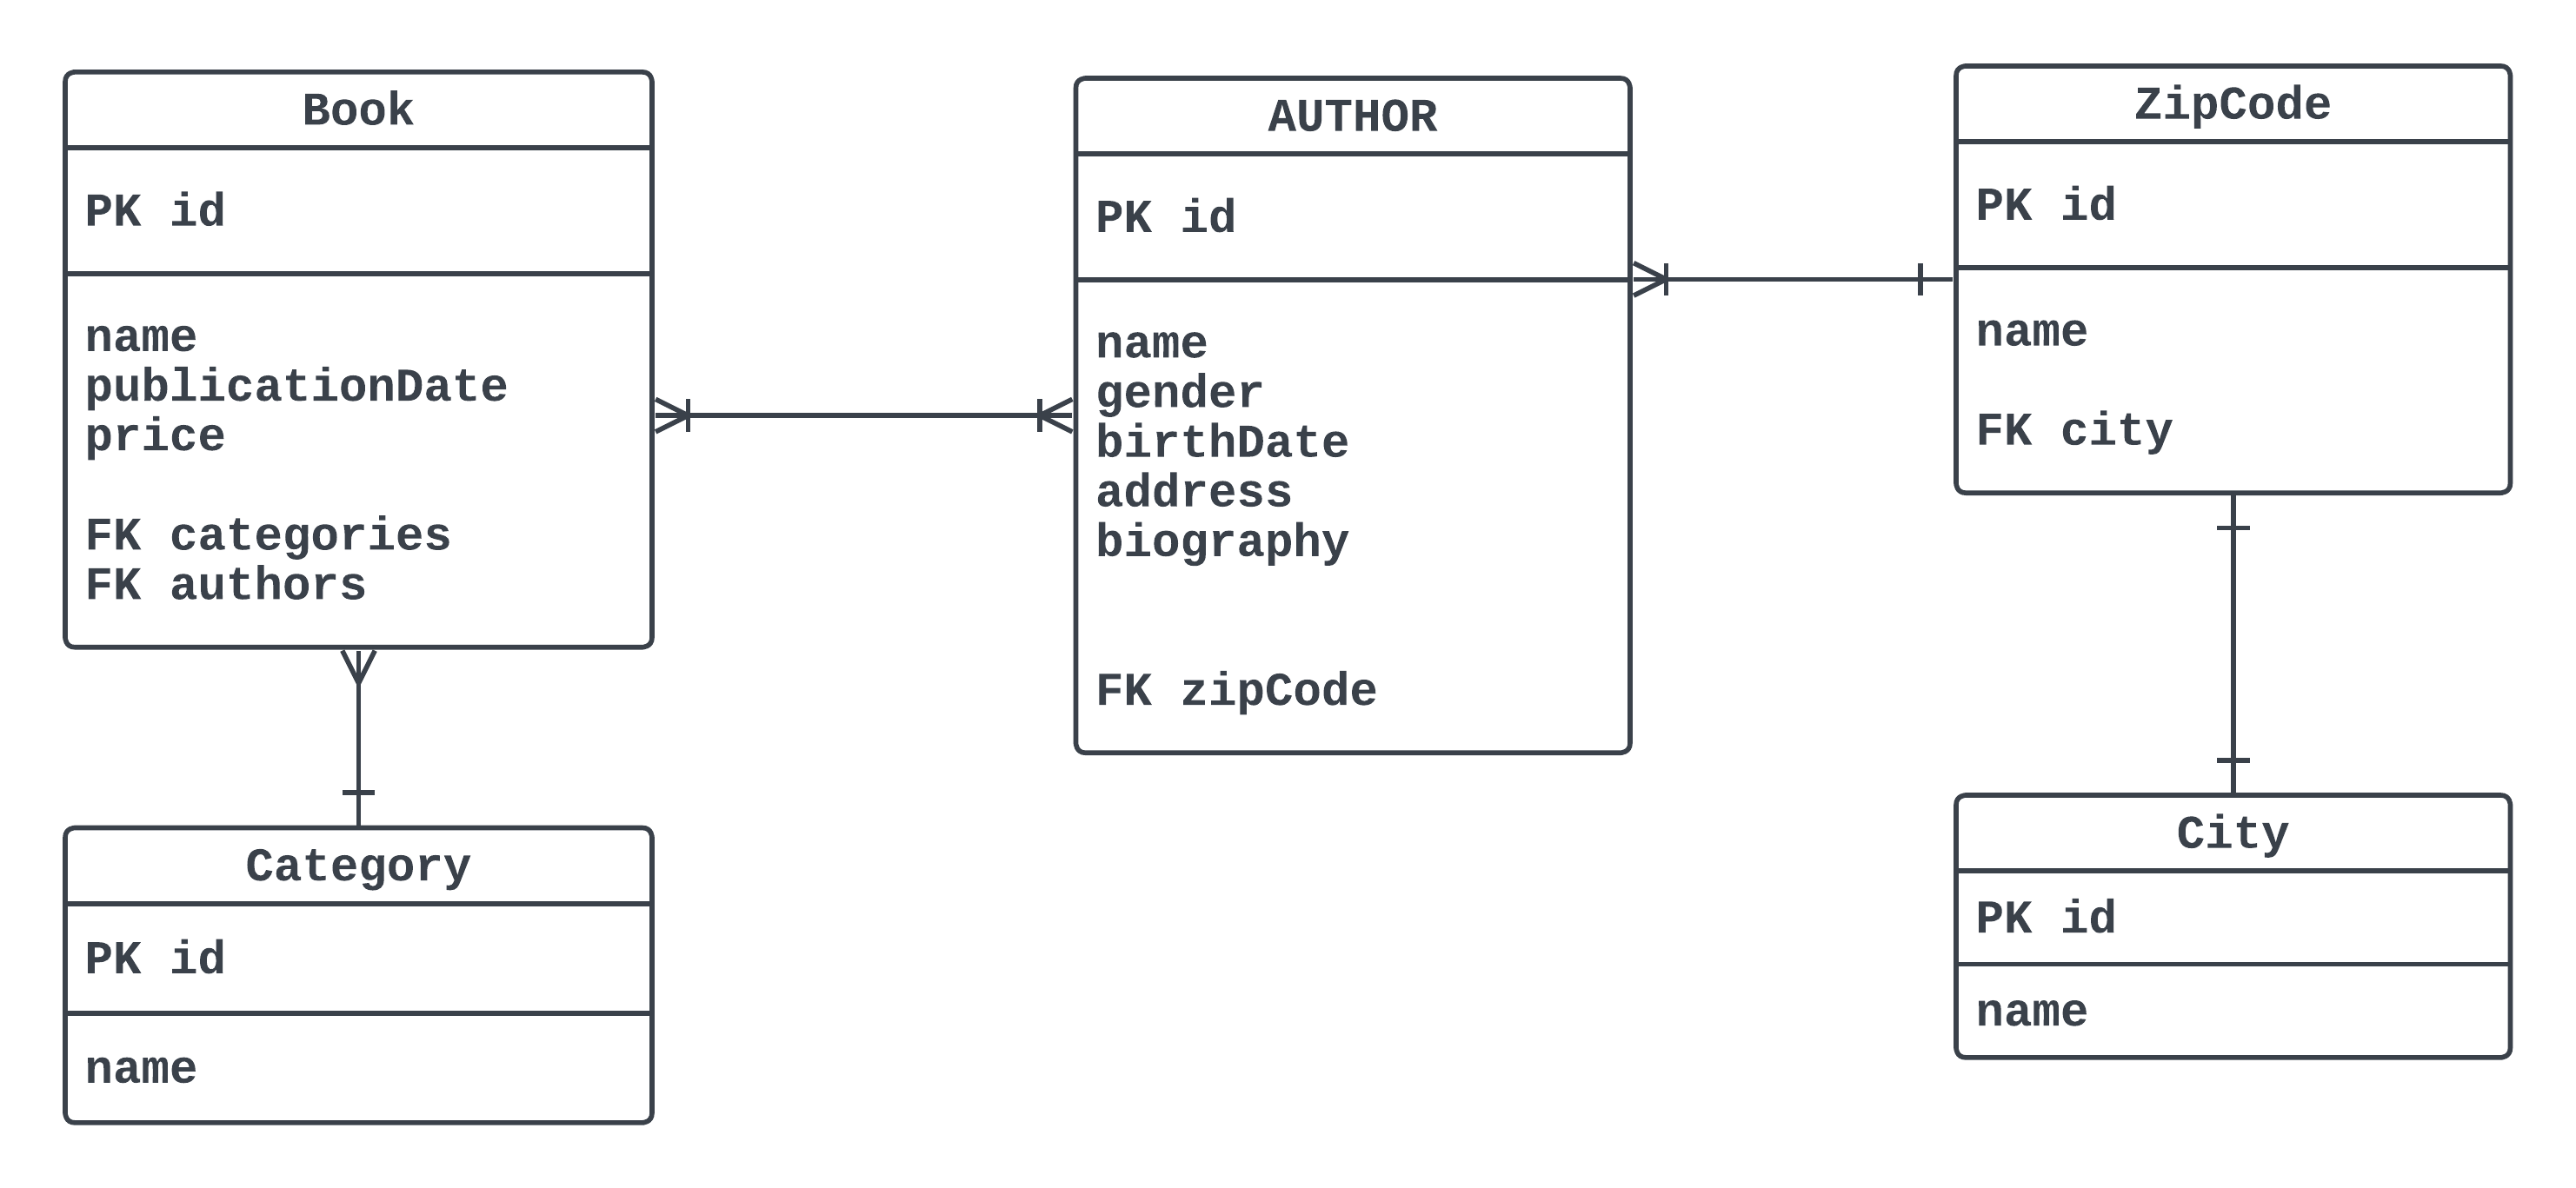 Book
PK id
name
publicationDate
price
FK categories
FK authors
AUTHOR
PK id
name
gender
birthDate
address
biography
FK zipCode
ZipCode
PK id
name
FK city
Category
PK id
name
City
PK id
name